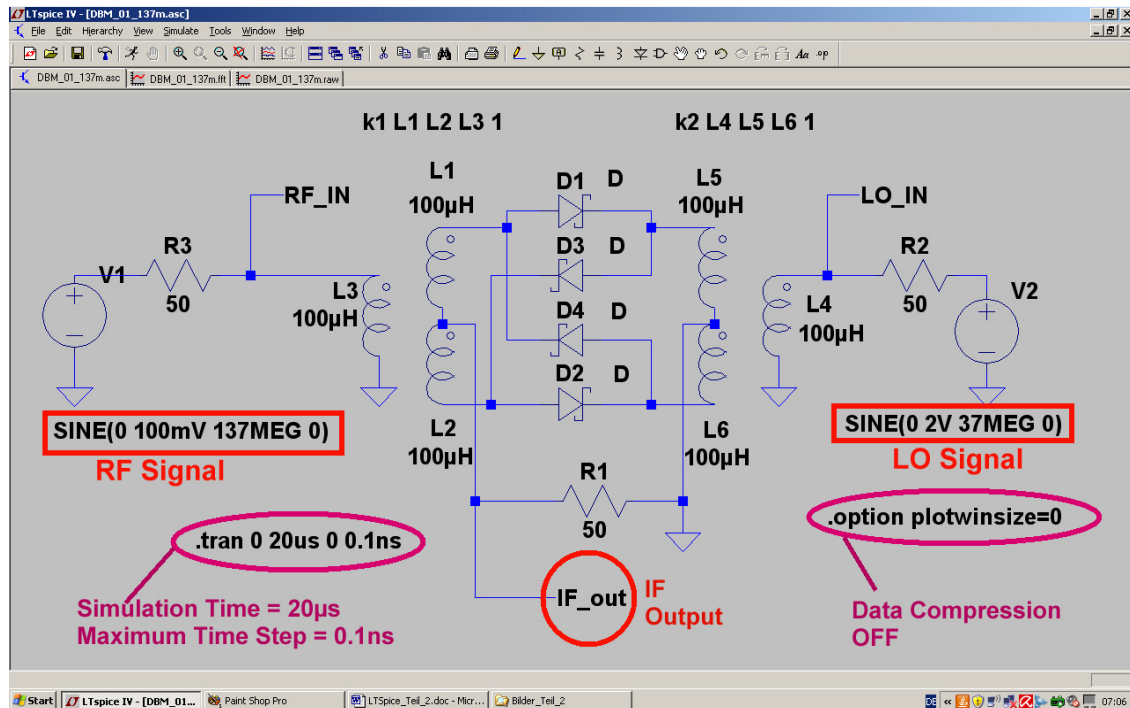 LTspice IV - [DBM_01_137m.asc]
File Edit Hierarchy View Simulate Tools Window Help
Aa .op
DBM_01_137m.asc DBM_01_137m.fft DBM_01_137m.raw
k1 L1 L2 L3 1
k2 L4 L5 L6 1
L1
100µH
D1 D
L5
100µH
RF_IN
LO_IN
R3
50
V1
D3 D
R2
50
L3
100µH
V2
L4
100µH
D4 D
D2 D
SINE(0 100mV 137MEG 0)
RF Signal
L2
100µH
L6
100µH
SINE(0 2V 37MEG 0)
LO Signal
R1
50
.tran 0 20us 0 0.1ns
.option plotwinsize=0
IF_out
IF
Output
Simulation Time = 20µs
Maximum Time Step = 0.1ns
Data Compression
OFF
Start LTspice IV - [DBM_01... Paint Shop Pro LTSpice_Teil_2.doc - Micr... Bilder_Teil_2 DE 07:06